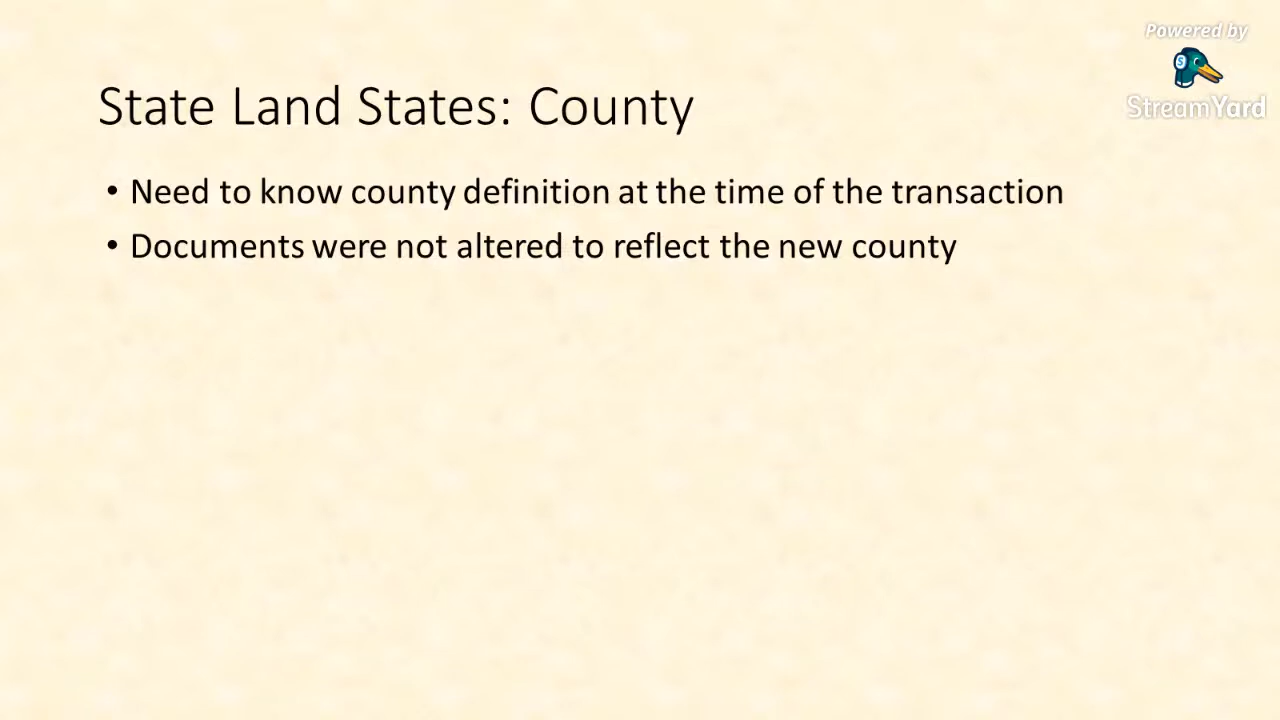 Powered by
StreamYard
State Land States: County
• Need to know county definition at the time of the transaction
• Documents were not altered to reflect the new county